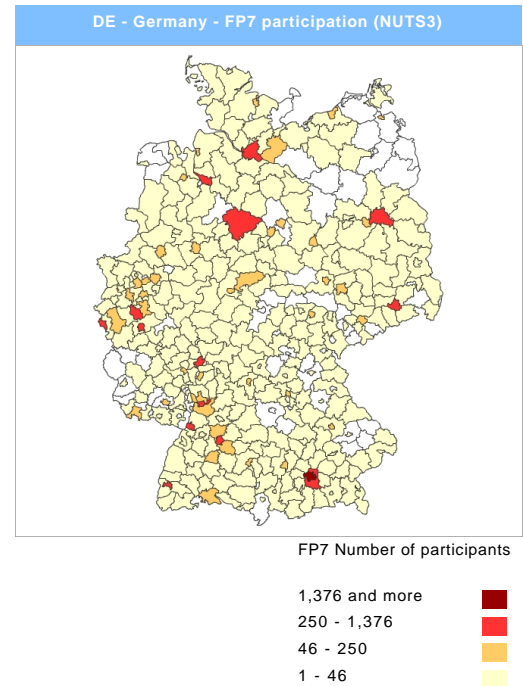 DE - Germany - FP7 participation (NUTS3)
FP7 Number of participants
1,376 and more
250 - 1,376
46 - 250
1 - 46